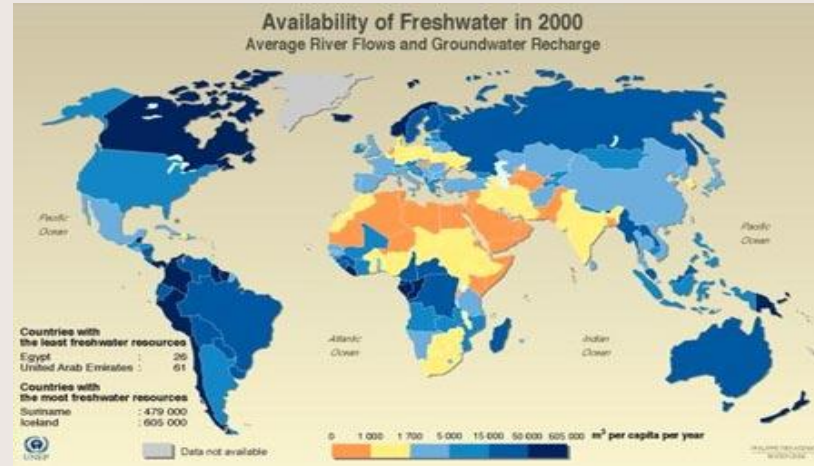 Availability of Freshwater in 2000
Average River Flows and Groundwater Recharge
Pacific
Ocean
Pacific
Ocean
Atlantic
Ocean
Indian
Ocean
Countries with
the least freshwater resources
Egypt : 26
United Arab Emirates : 61
Countries with
the most freshwater resources
Suriname : 479 000
Iceland : 605 000
UNEP
Data not available
0 1 000 1 700 5 000 15 000 50 000 605 000 m³ per capita per year